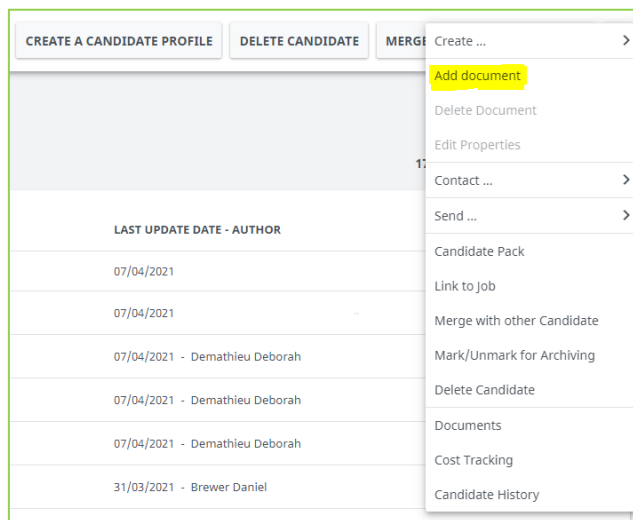 CREATE A CANDIDATE PROFILE DELETE CANDIDATE MERGE
Create ...
Add document
Delete Document
Edit Properties
17
Contact ...
Send ...
LAST UPDATE DATE - AUTHOR
Candidate Pack
07/04/2021
Link to Job
07/04/2021
Merge with other Candidate
07/04/2021 - Demathieu Deborah
Mark/Unmark for Archiving
07/04/2021 - Demathieu Deborah
Delete Candidate
07/04/2021 - Demathieu Deborah
Documents
Cost Tracking
31/03/2021 - Brewer Daniel
Candidate History